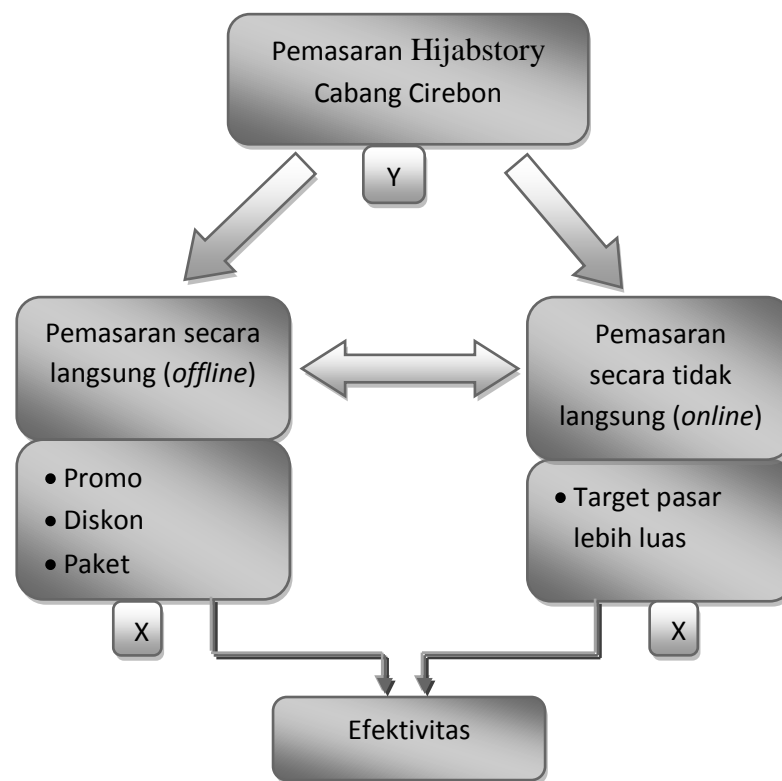 Pemasaran Hijabstory
Cabang Cirebon
Y
Pemasaran secara
langsung (offline)
Pemasaran
secara tidak
langsung (online)
• Promo
• Diskon
• Paket
• Target pasar
lebih luas
X
X
Efektivitas